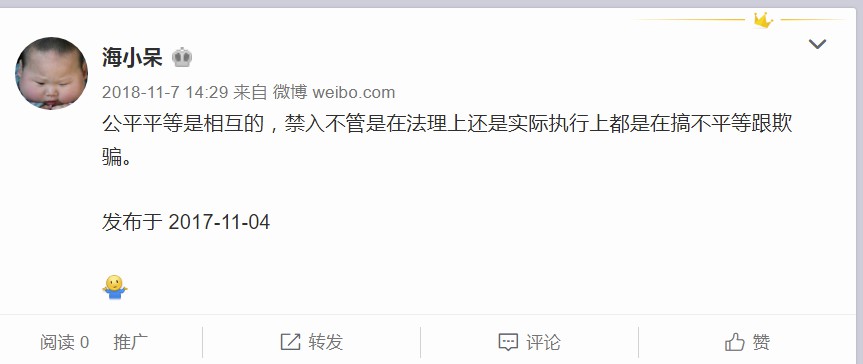 海小呆
2018-11-7 14:29 来自 微博 weibo.com
公平平等是相互的，禁入不管是在法理上还是实际执行上都是在搞不平等跟欺
骗。
发布于 2017-11-04
阅读 0 推广 转发 评论 赞